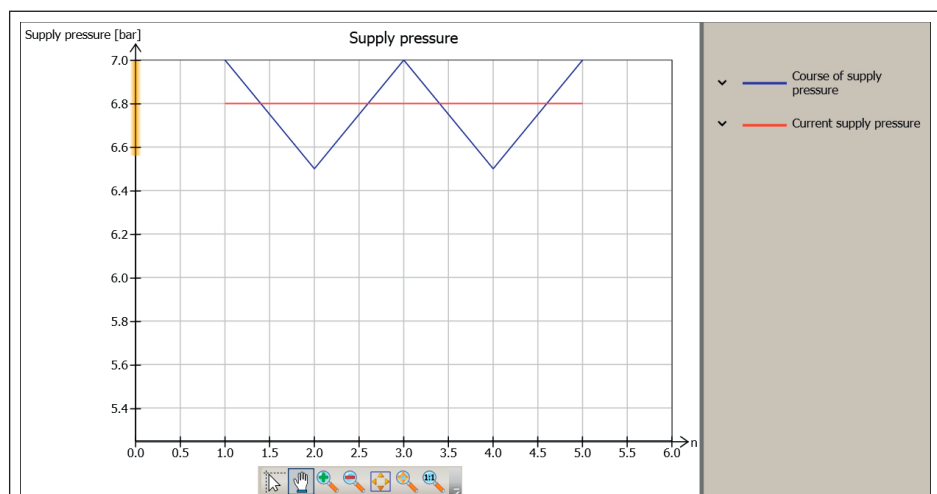 Supply pressure [bar]
Supply pressure
7.0
6.8
6.6
6.4
6.2
6.0
5.8
5.6
5.4
0.0 0.5 1.0 1.5 2.0 2.5 3.0 3.5 4.0 4.5 5.0 5.5 6.0 n
Course of supply
pressure
Current supply pressure
1:1